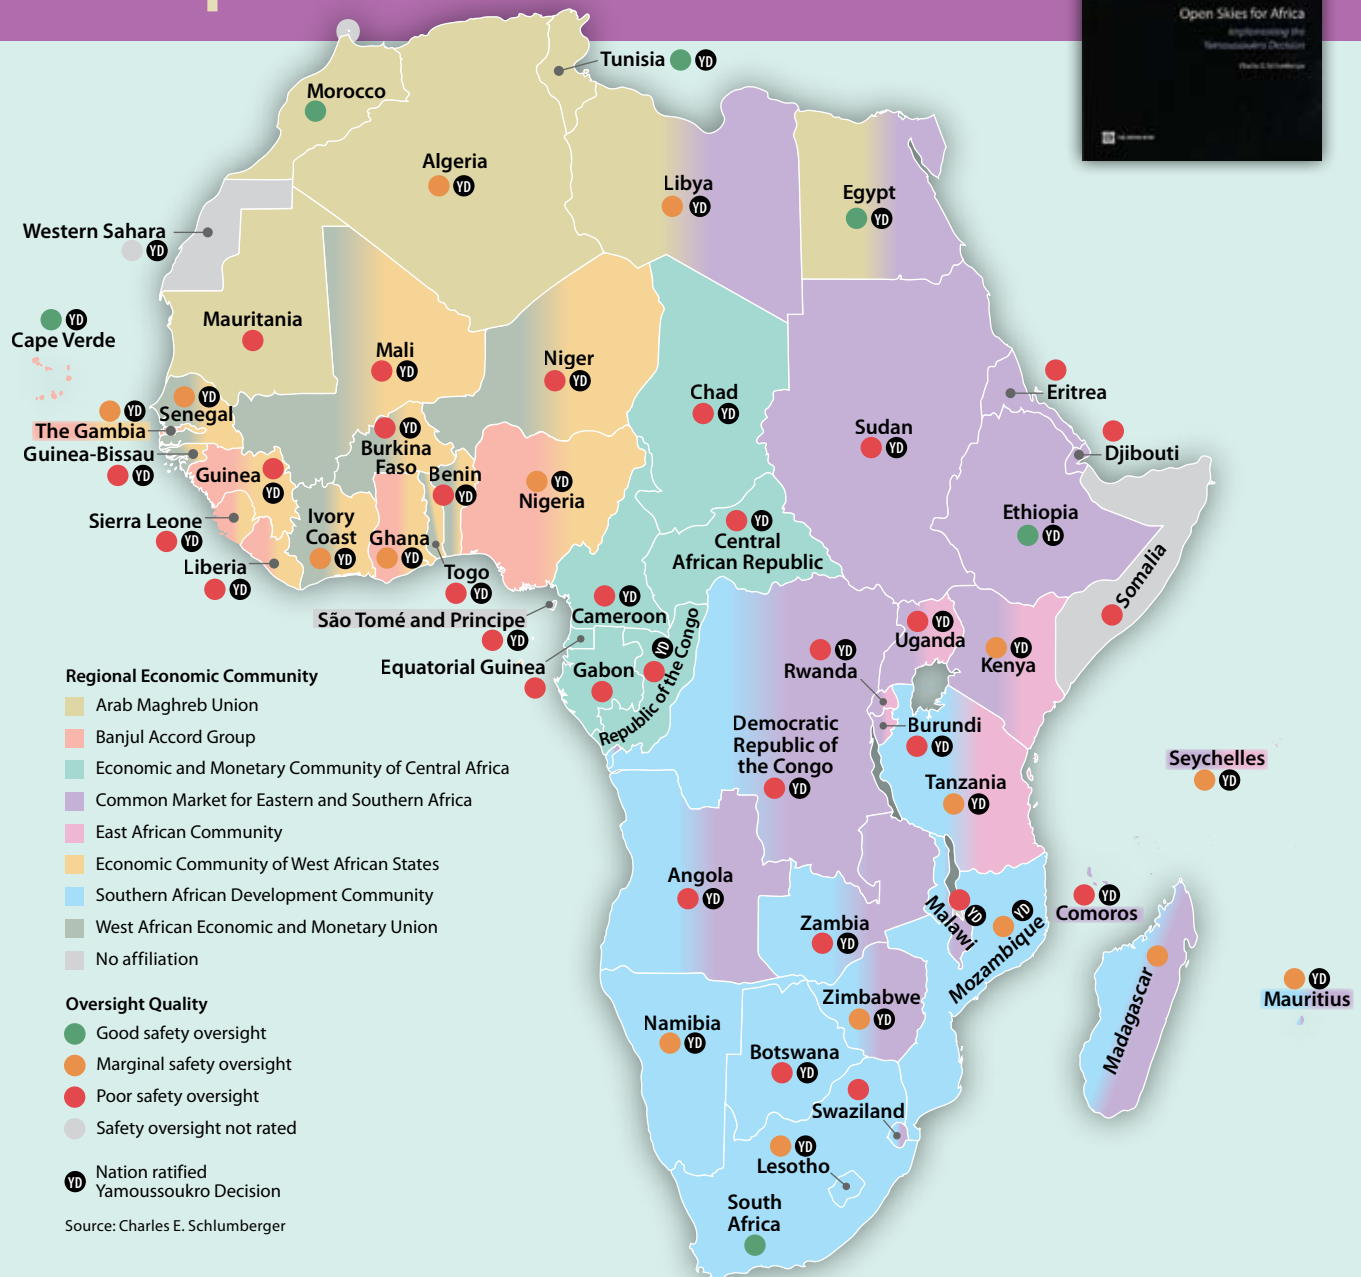 Open Skies for Africa
Implementing the
Yamoussoukro Decision
Tunisia YD
Morocco
Algeria
YD
Libya
YD
Egypt
YD
Western Sahara
YD
YD
Cape Verde
Mauritania
Mali
YD
Niger
YD
Chad
YD
Sudan
YD
Eritrea
Djibouti
YD
Senegal
YD
The Gambia
Guinea-Bissau
YD
Guinea
YD
YD
Burkina
Faso
Benin
YD
YD
Nigeria
Sierra Leone
YD
Liberia
YD
Ivory
Coast
YD
Ghana
YD
Togo
YD
YD
Central
African Republic
Ethiopia
YD
Somalia
São Tomé and Principe
YD
Equatorial Guinea
YD
Cameroon
Gabon
YD
Republic of the Congo
YD
Rwanda
YD
Uganda
YD
Kenya
Democratic
Republic of
the Congo
YD
Burundi
YD
Tanzania
YD
Seychelles
YD
Angola
YD
Zambia
YD
Malawi
YD
YD
Mozambique
YD
Comoros
Madagascar
YD
Mauritius
Zimbabwe
YD
Namibia
YD
Botswana
YD
Swaziland
YD
Lesotho
South
Africa
Regional Economic Community
Arab Maghreb Union
Banjul Accord Group
Economic and Monetary Community of Central Africa
Common Market for Eastern and Southern Africa
East African Community
Economic Community of West African States
Southern African Development Community
West African Economic and Monetary Union
No affiliation
Oversight Quality
Good safety oversight
Marginal safety oversight
Poor safety oversight
Safety oversight not rated
YD Nation ratified
Yamoussoukro Decision
Source: Charles E. Schlumberger